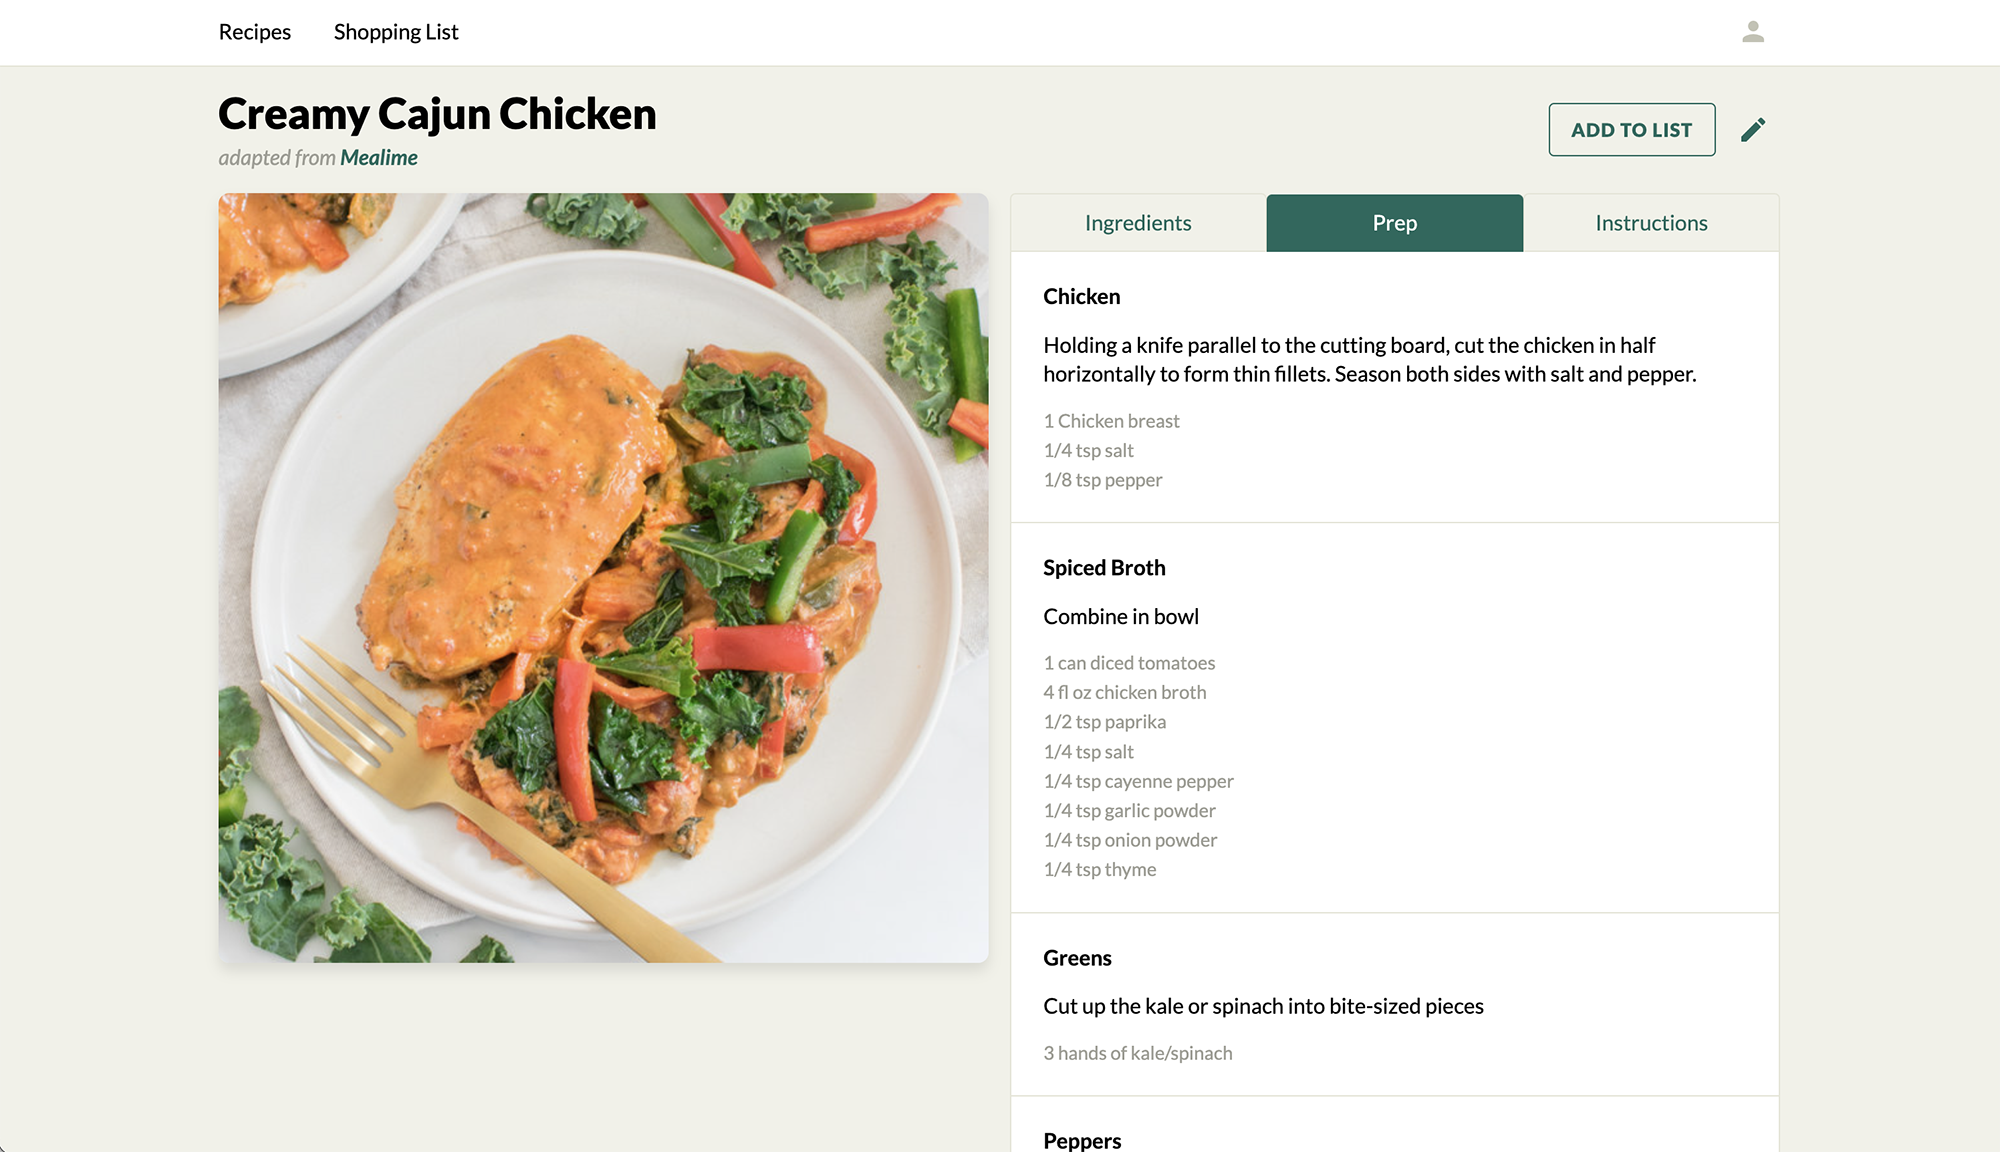 Recipes
Shopping List
Creamy Cajun Chicken
adapted from Mealime
ADD TO LIST
Ingredients
Prep
Instructions
Chicken
Holding a knife parallel to the cutting board, cut the chicken in half
horizontally to form thin fillets. Season both sides with salt and pepper.
1 Chicken breast
1/4 tsp salt
1/8 tsp pepper
Spiced Broth
Combine in bowl
1 can diced tomatoes
4 fl oz chicken broth
1/2 tsp paprika
1/4 tsp salt
1/4 tsp cayenne pepper
1/4 tsp garlic powder
1/4 tsp onion powder
1/4 tsp thyme
Greens
Cut up the kale or spinach into bite-sized pieces
3 hands of kale/spinach
Peppers